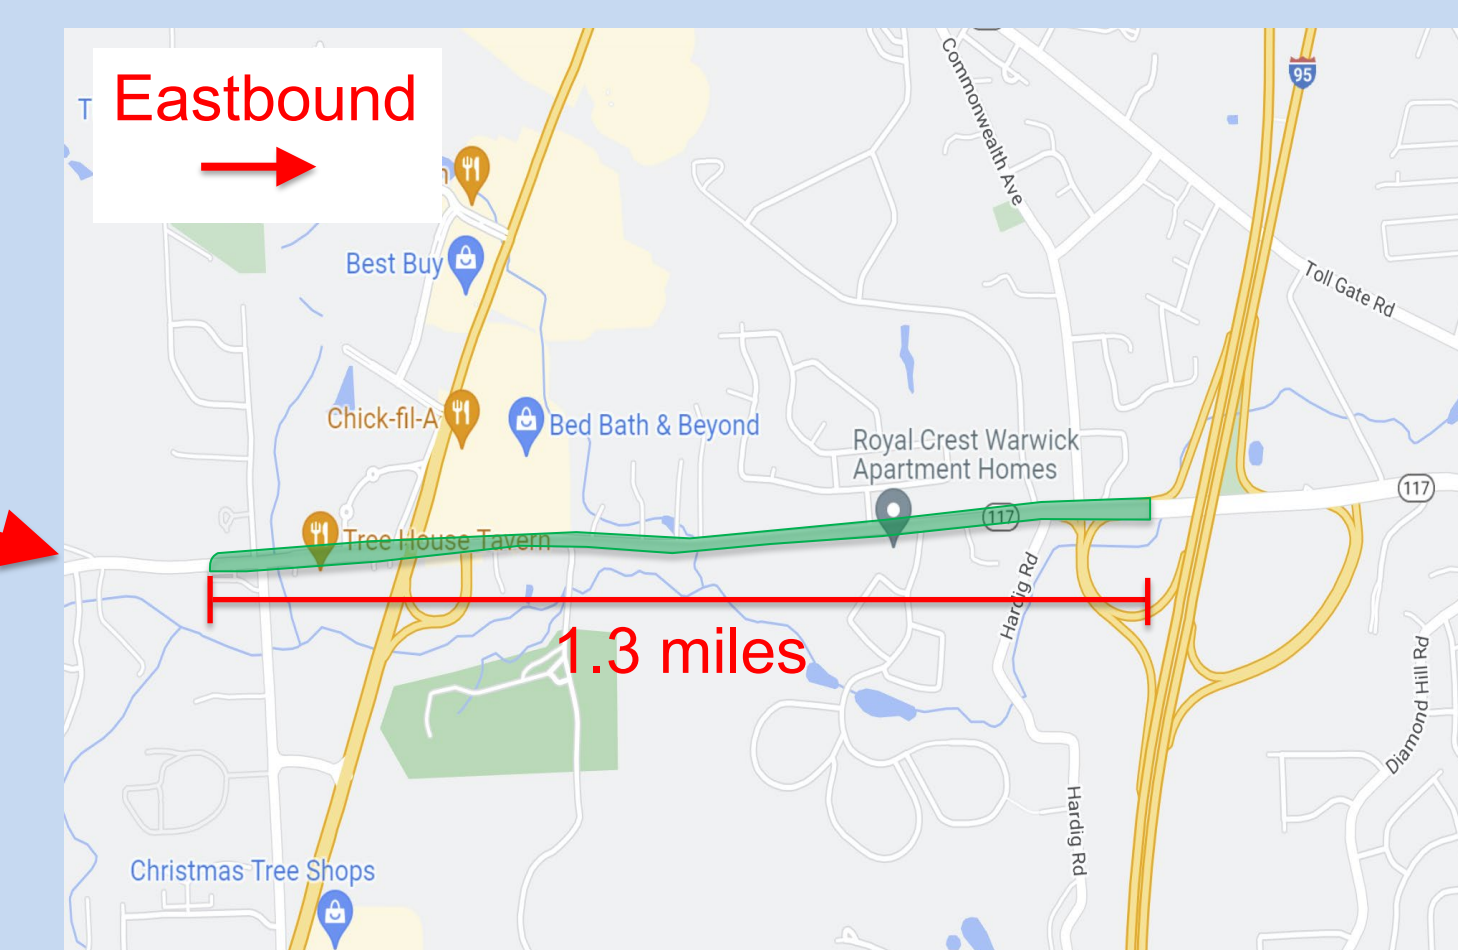 Eastbound
T
n
95
Commonwealth Ave
Best Buy
Toll Gate Rd
Chick-fil-A
Bed Bath & Beyond
Royal Crest Warwick
Apartment Homes
117
117
Tree House Tavern
Hardig Rd
1.3 miles
Diamond Hill Rd
Hardig Rd
Christmas Tree Shops